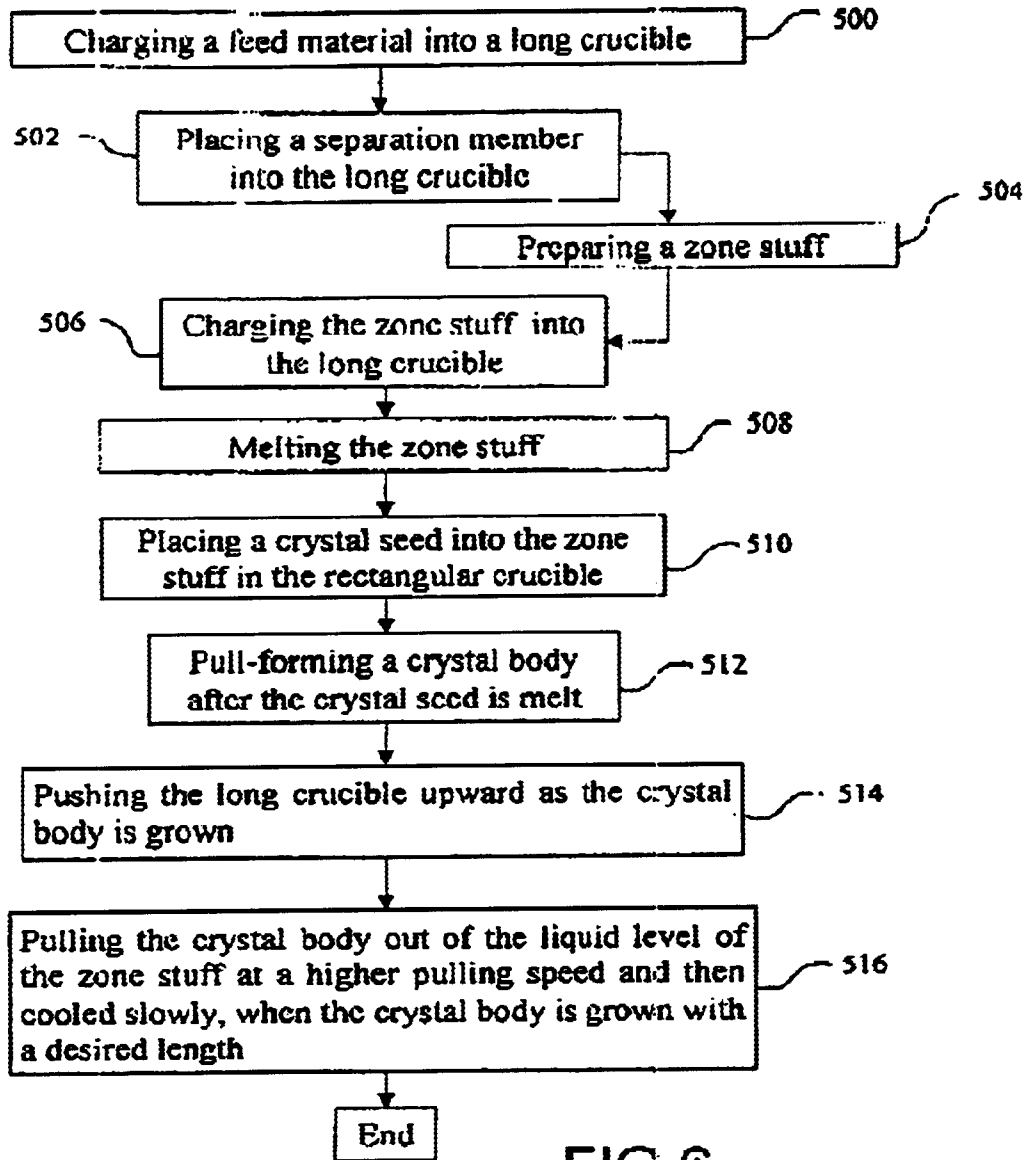 Charging a feed material into a long crucible
500
502
Placing a separation member
into the long crucible
504
Preparing a zone stuff
506
Charging the zone stuff into
the long crucible
Melting the zone stuff
508
Placing a crystal seed into the zone
stuff in the rectangular crucible
510
Pull-forming a crystal body
after the crystal seed is melt
512
Pushing the long crucible upward as the crystal
body is grown
514
Pulling the crystal body out of the liquid level of
the zone stuff at a higher pulling speed and then
cooled slowly, when the crystal body is grown with
a desired length
516
End